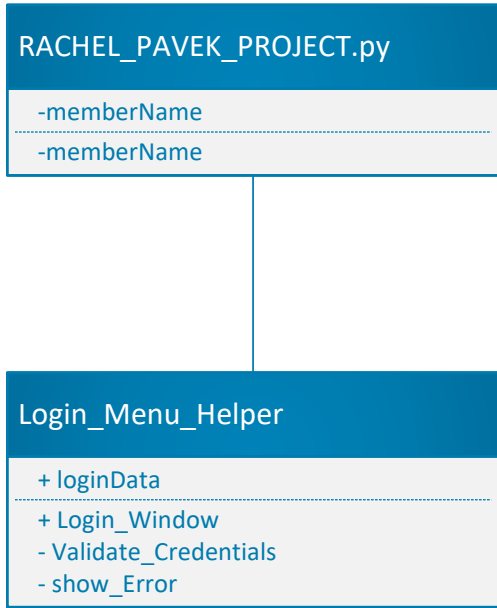 RACHEL_PAVEK_PROJECT.py
-memberName
-memberName
Login_Menu_Helper
+ loginData
+ Login_Window
- Validate_Credentials
- show_Error